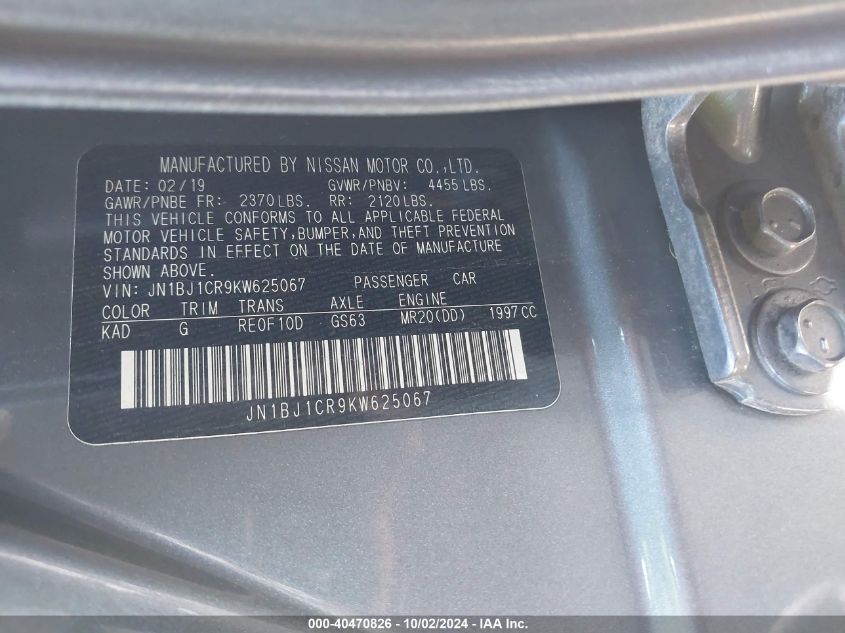 MANUFACTURED BY NISSAN MOTOR CO.,LTD.
DATE: 02/19 GVWR/PNBV: 4455 LBS.
GAWR/PNBE FR: 2370 LBS. RR: 2120 LBS.
THIS VEHICLE CONFORMS TO ALL APPLICABLE FEDERAL
MOTOR VEHICLE SAFETY,BUMPER,AND THEFT PREVENTION
STANDARDS IN EFFECT ON THE DATE OF MANUFACTURE
SHOWN ABOVE.
VIN: JN1BJ1CR9KW625067 PASSENGER CAR
COLOR TRIM TRANS AXLE ENGINE
KAD G RE0F10D GS63 MR20(DD) 1997 CC
JN1BJ1CR9KW625067
000-40470826 - 10/02/2024 - IAA Inc.